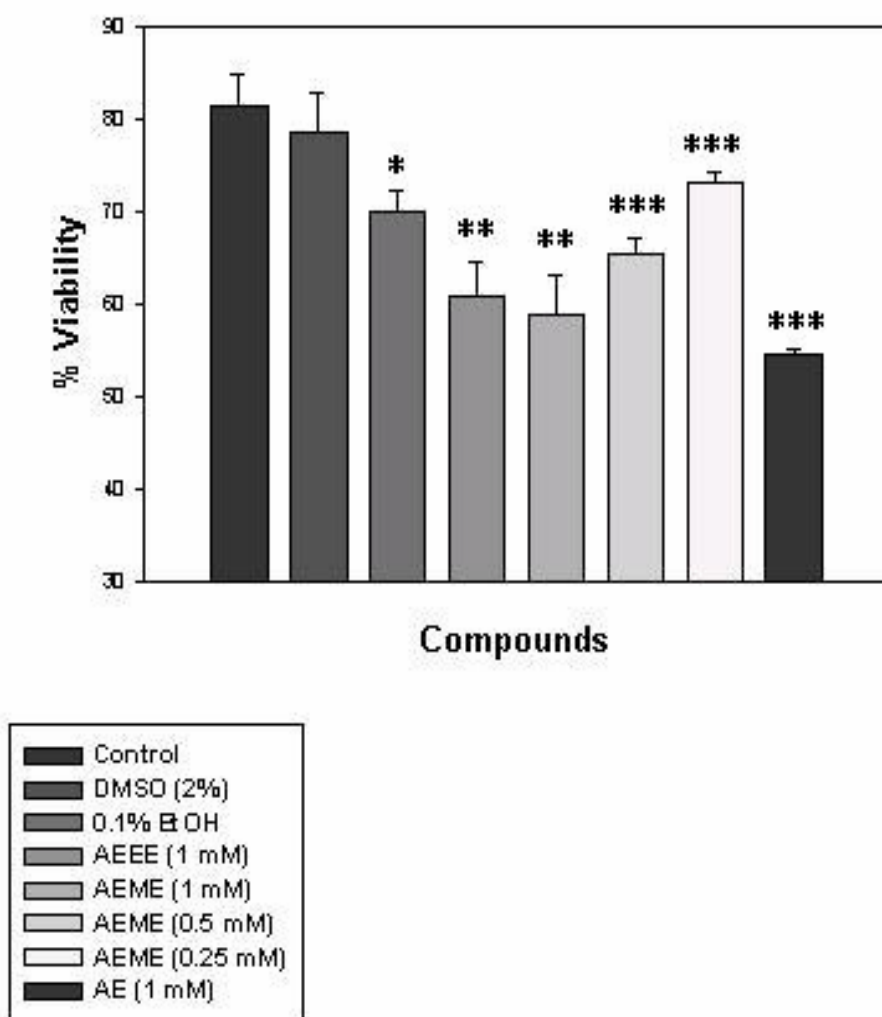 90
80
70
60
50
40
30
% Viability
*
**
**
***
***
***
Compounds
Control
DMSO (2%)
0.1% EtOH
AEEE (1 mM)
AEME (1 mM)
AEME (0.5 mM)
AEME (0.25 mM)
AE (1 mM)